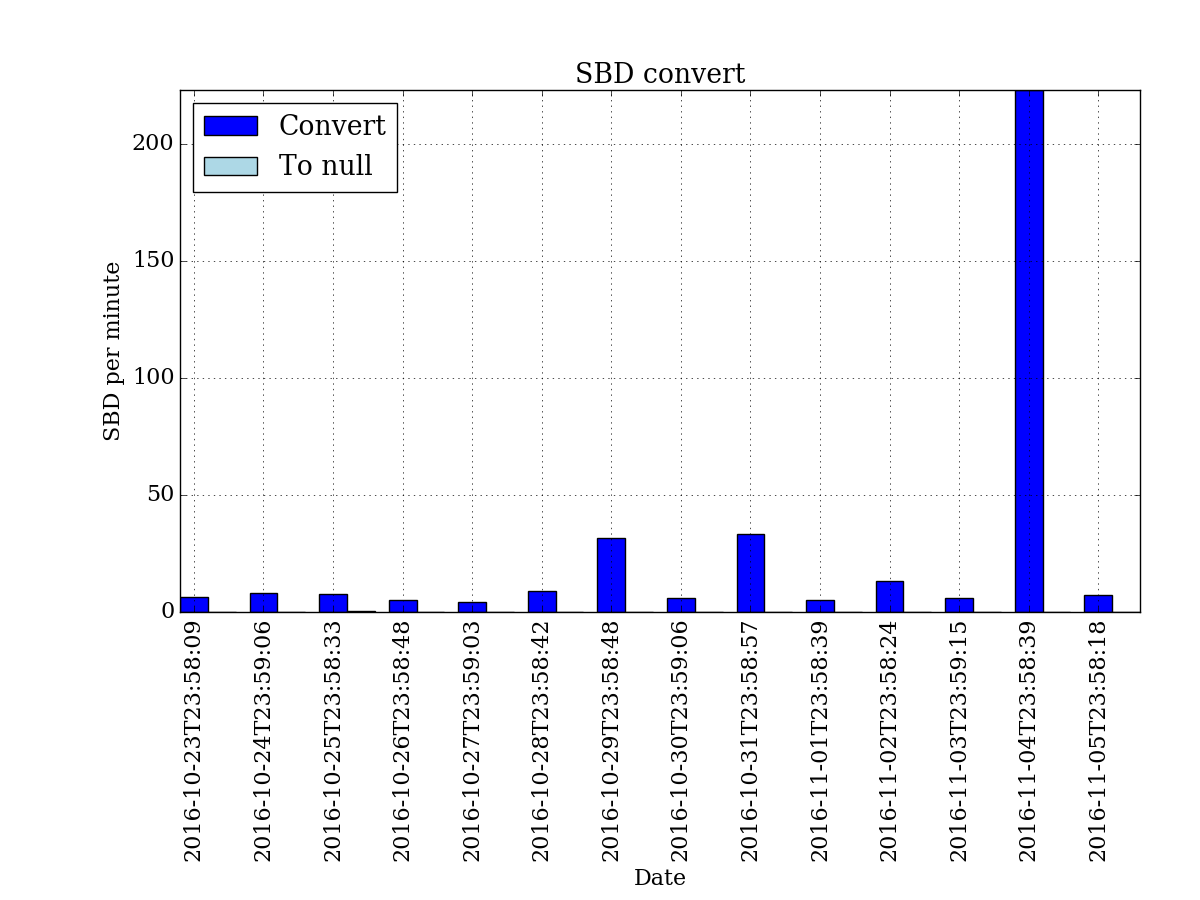 SBD convert
Convert
To null
200
150
100
50
0
SBD per minute
2016-10-23T23:58:09
2016-10-24T23:59:06
2016-10-25T23:58:33
2016-10-26T23:58:48
2016-10-27T23:59:03
2016-10-28T23:58:42
2016-10-29T23:58:48
2016-10-30T23:59:06
2016-10-31T23:58:57
2016-11-01T23:58:39
2016-11-02T23:58:24
2016-11-03T23:59:15
2016-11-04T23:58:39
2016-11-05T23:58:18
Date